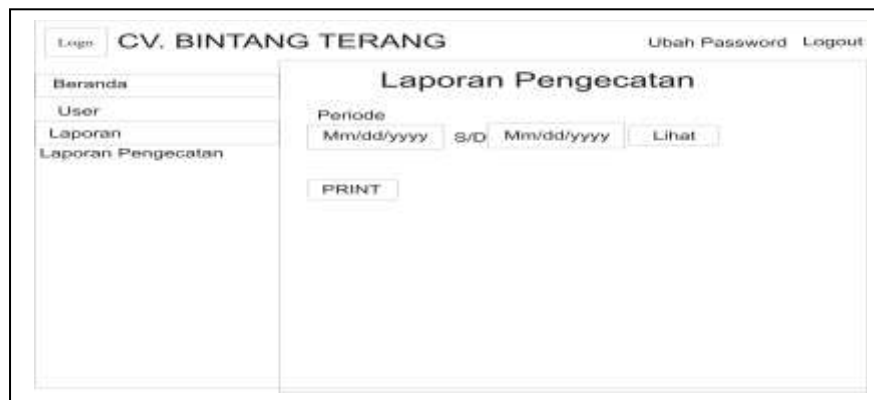 Logo CV. BINTANG TERANG Ubah Password Logout
Beranda
User
Laporan
Laporan Pengecatan
Laporan Pengecatan
Periode
Mm/dd/yyyy S/D Mm/dd/yyyy Lihat
PRINT